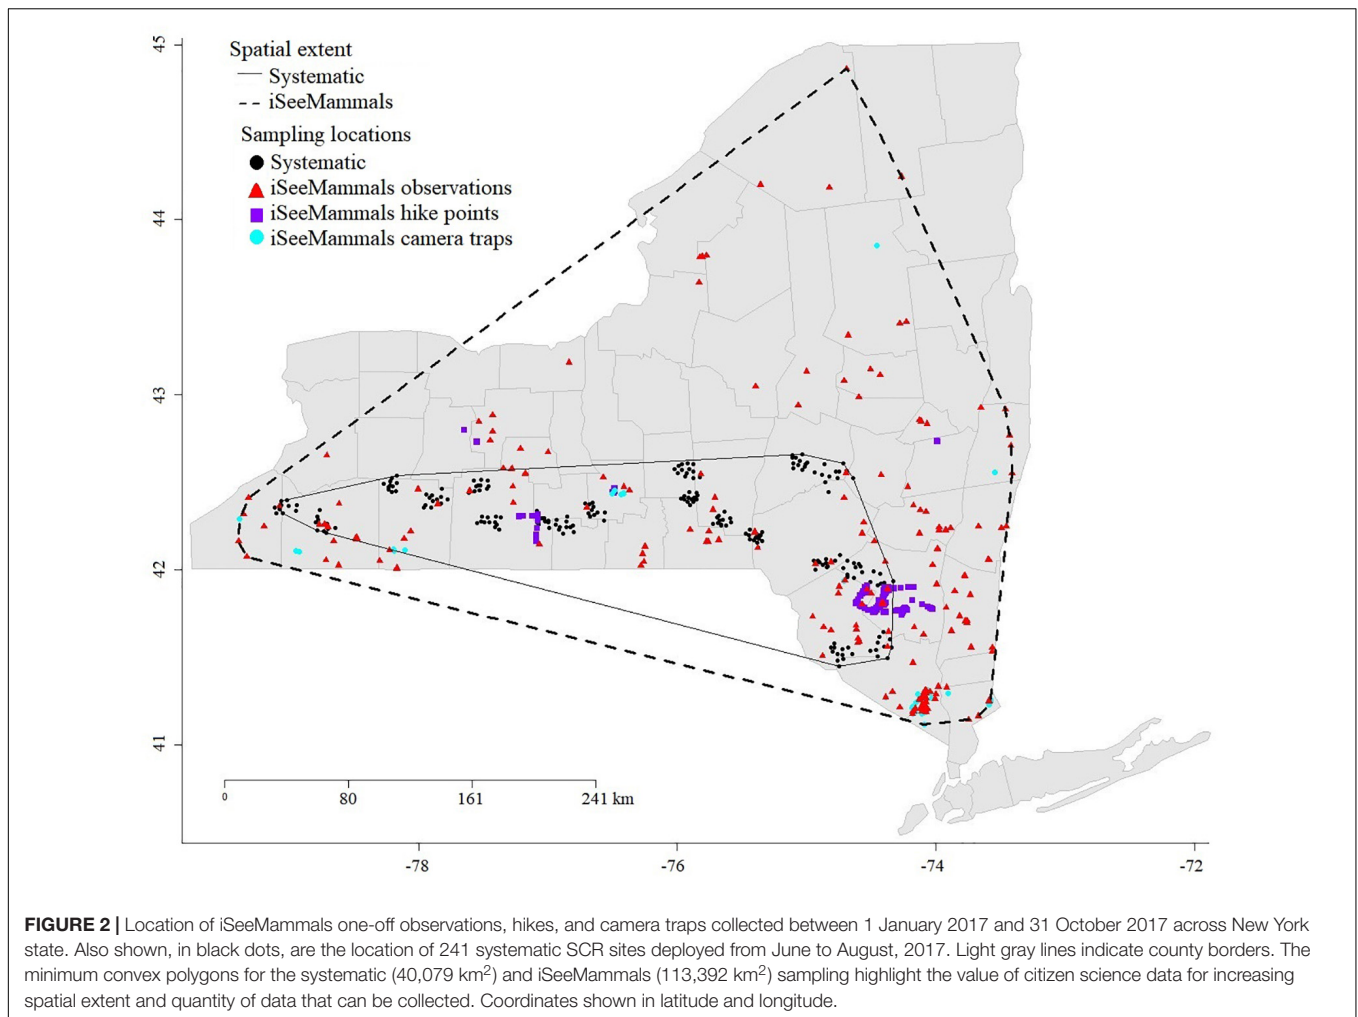 Spatial extent
Systematic
iSeeMammals
Sampling locations
Systematic
iSeeMammals observations
iSeeMammals hike points
iSeeMammals camera traps
45
44
43
42
41
0
80
161
241 km
-78
-76
-74
-72
FIGURE 2 | Location of iSeeMammals one-off observations, hikes, and camera traps collected between 1 January 2017 and 31 October 2017 across New York
state. Also shown, in black dots, are the location of 241 systematic SCR sites deployed from June to August, 2017. Light gray lines indicate county borders. The
minimum convex polygons for the systematic (40,079 km²) and iSeeMammals (113,392 km²) sampling highlight the value of citizen science data for increasing
spatial extent and quantity of data that can be collected. Coordinates shown in latitude and longitude.